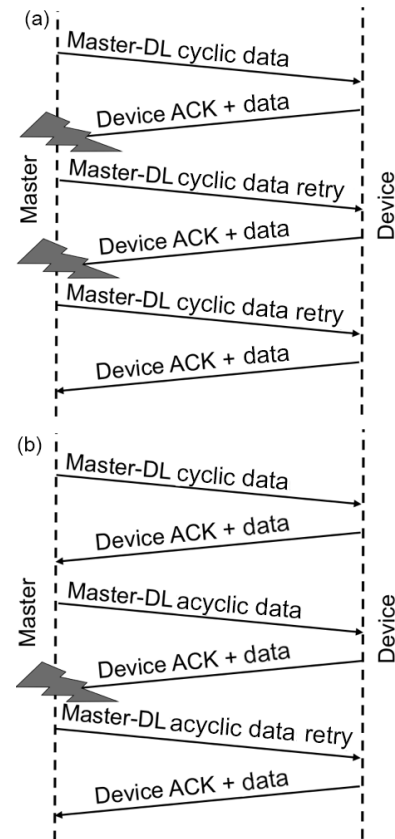 (a)
Master-DL cyclic data
Device ACK + data
Master-DL cyclic data retry
Master
Device
Device ACK + data
Master-DL cyclic data retry
Device ACK + data
(b)
Master-DL cyclic data
Device ACK + data
Master-DL acyclic data
Master
Device
Device ACK + data
Master-DL acyclic data retry
Device ACK + data